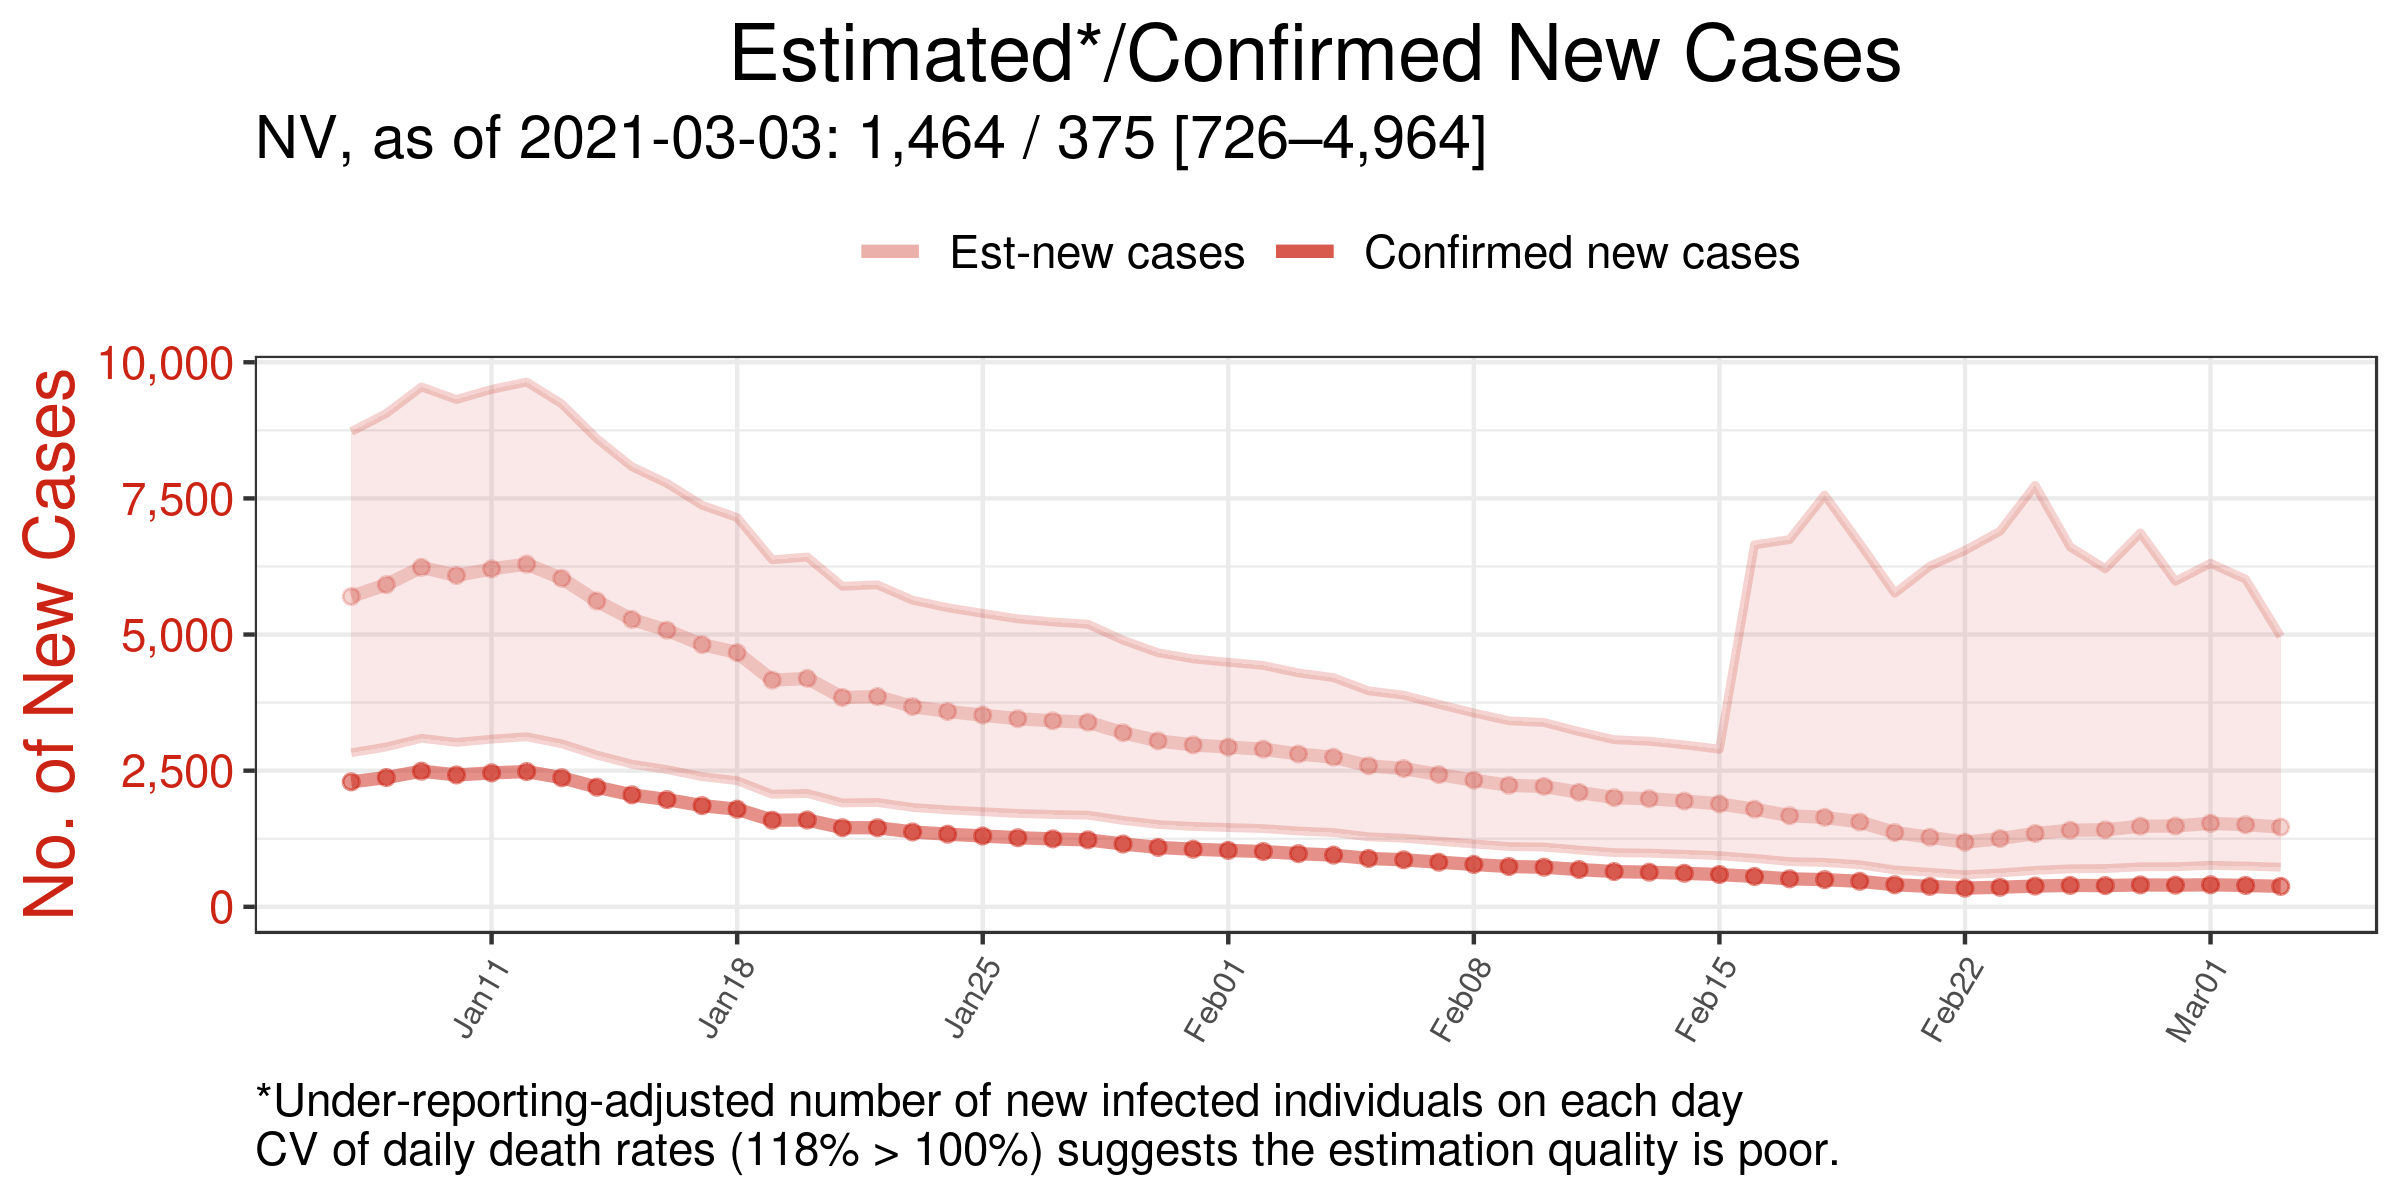 Estimated*/Confirmed New Cases
NV, as of 2021-03-03: 1,464 / 375 [726–4,964]
Est-new cases
Confirmed new cases
No. of New Cases
10,000
7,500
5,000
2,500
0
Jan11
Jan18
Jan25
Feb01
Feb08
Feb15
Feb22
Mar01
*Under-reporting-adjusted number of new infected individuals on each day
CV of daily death rates (118% > 100%) suggests the estimation quality is poor.